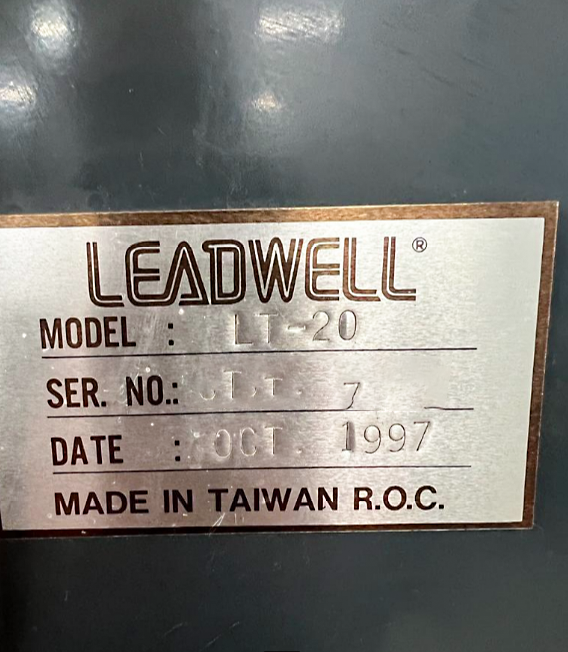 LEADWELL®
MODEL : LT-20
SER. NO.:
DATE : OCT. 1997
MADE IN TAIWAN R.O.C.